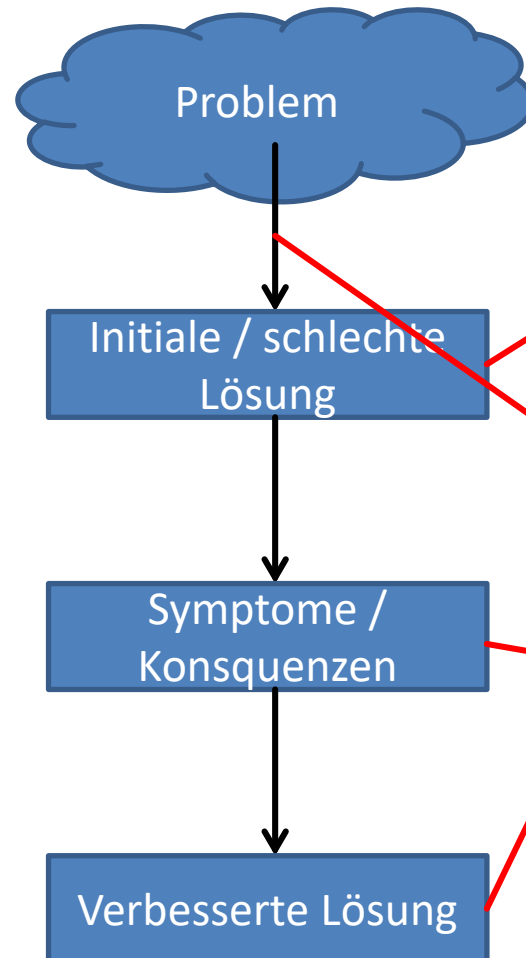 Problem
Initiale / schlechte
Lösung
Symptome /
Konsquenzen
Verbesserte Lösung